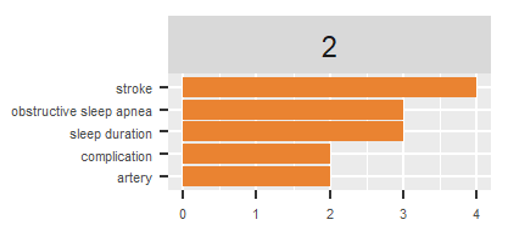 2
stroke
obstructive sleep apnea
sleep duration
complication
artery
0 1 2 3 4